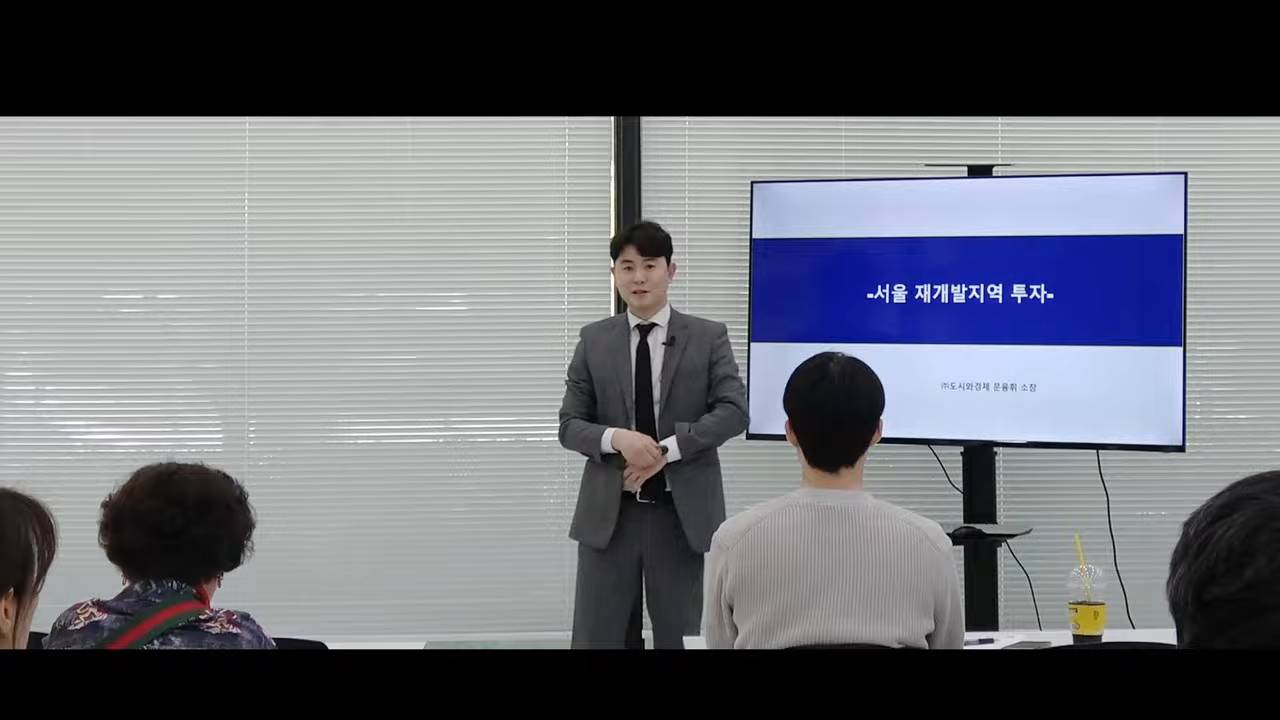 -서울 재개발지역 투자-
㈜도시와경제 문융휘 소장